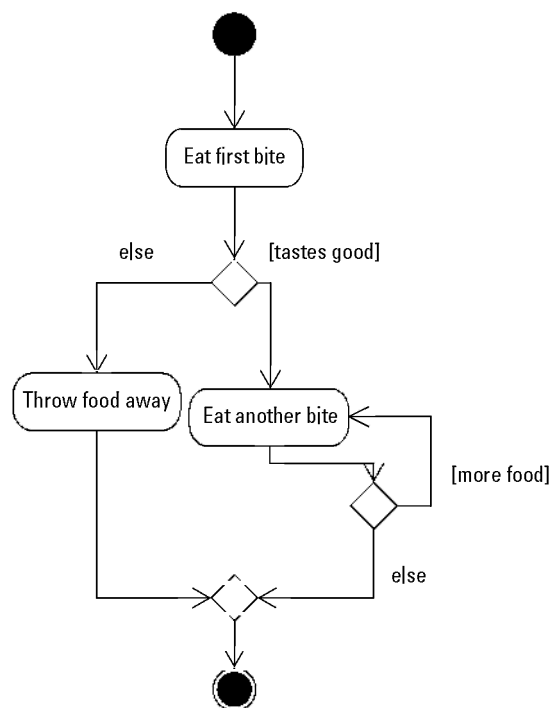 Eat first bite
else
[tastes good]
Throw food away
Eat another bite
[more food]
else